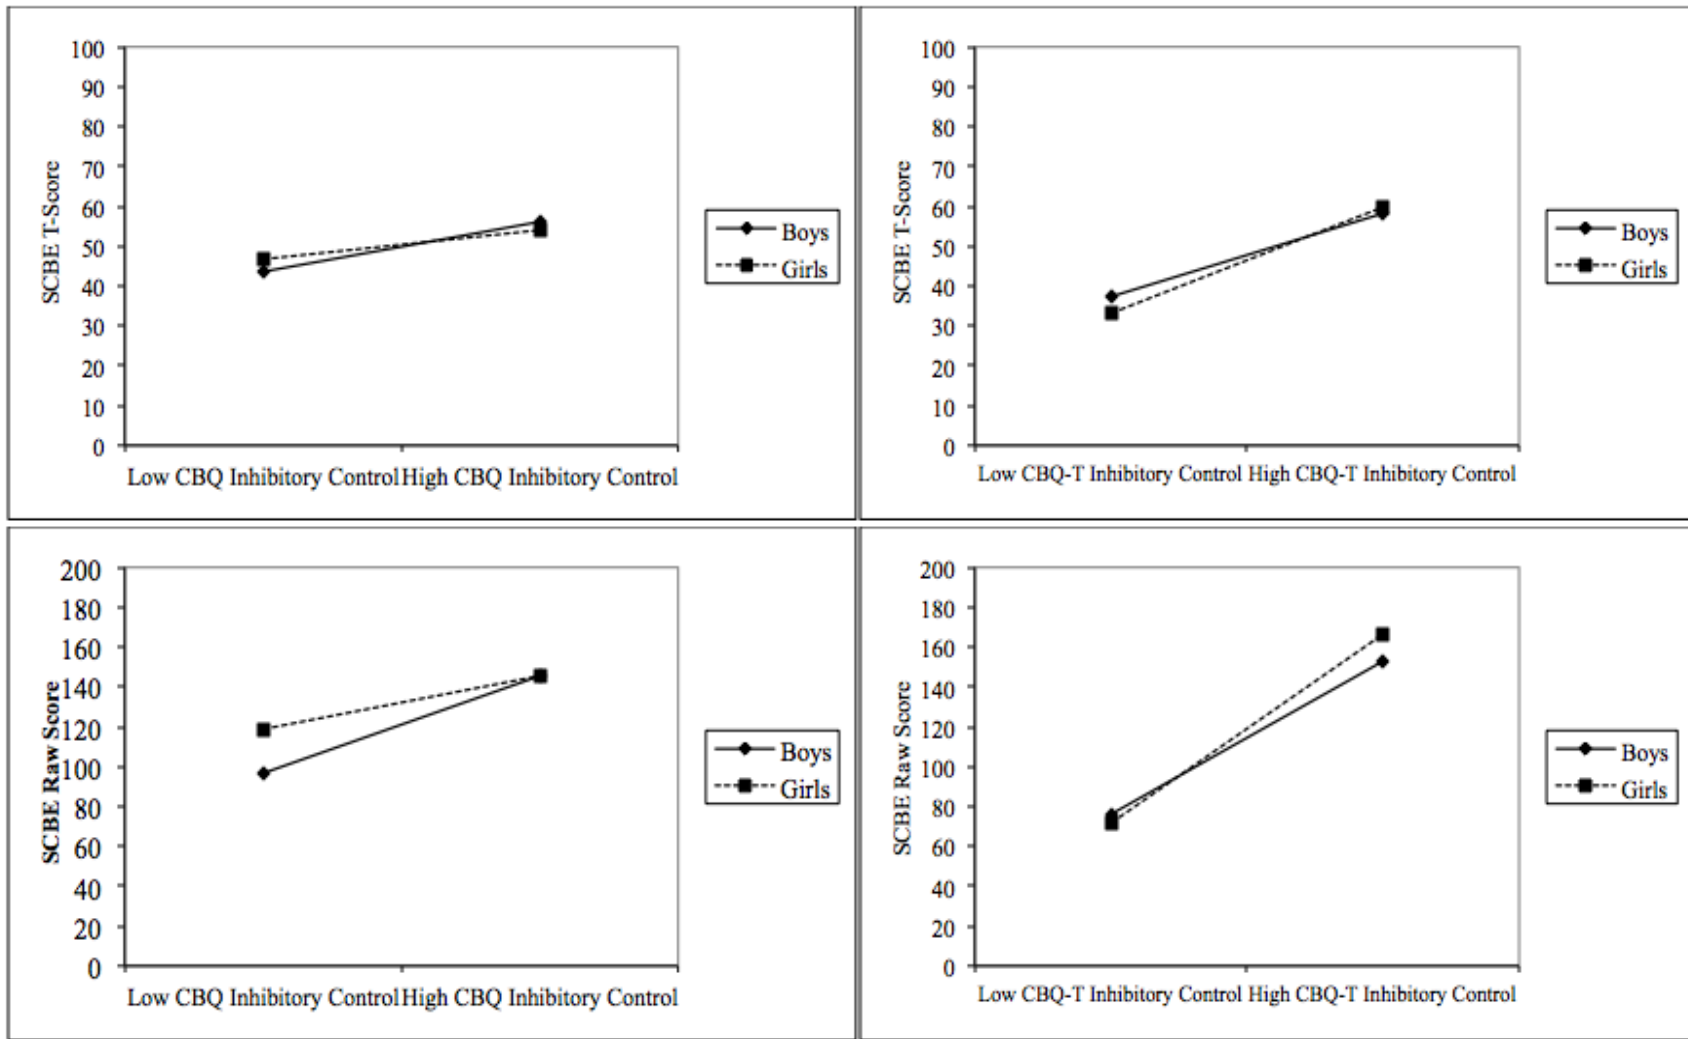 100
90
80
70
60
50
40
30
20
10
0
SCBE T-Score
Low CBQ Inhibitory Control High CBQ Inhibitory Control
Boys
Girls
100
90
80
70
60
50
40
30
20
10
0
SCBE T-Score
Low CBQ-T Inhibitory Control High CBQ-T Inhibitory Control
Boys
Girls
200
180
160
140
120
100
80
60
40
20
0
SCBE Raw Score
Low CBQ Inhibitory Control High CBQ Inhibitory Control
Boys
Girls
200
180
160
140
120
100
80
60
40
20
0
SCBE Raw Score
Low CBQ-T Inhibitory Control High CBQ-T Inhibitory Control
Boys
Girls